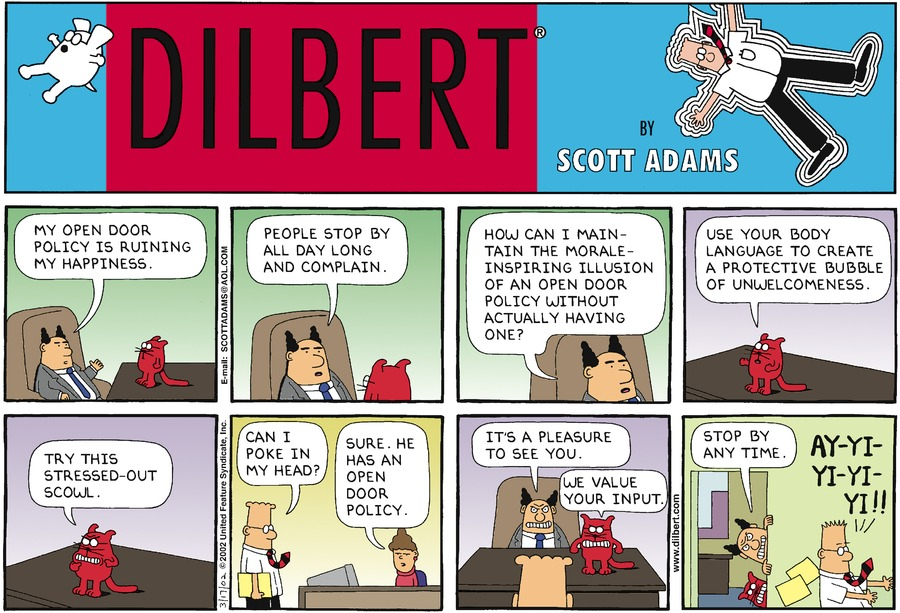 DILBERT®
BY
SCOTT ADAMS
MY OPEN DOOR
POLICY IS RUINING
MY HAPPINESS.
E-mail: SCOTTADAMS@AOL.COM
PEOPLE STOP BY
ALL DAY LONG
AND COMPLAIN.
HOW CAN I MAIN-
TAIN THE MORALE-
INSPIRING ILLUSION
OF AN OPEN DOOR
POLICY WITHOUT
ACTUALLY HAVING
ONE?
USE YOUR BODY
LANGUAGE TO CREATE
A PROTECTIVE BUBBLE
OF UNWELCOMENESS.
TRY THIS
STRESSED-OUT
SCOWL.
3/17/02 © 2002 United Feature Syndicate, Inc.
CAN I
POKE IN
MY HEAD?
SURE. HE
HAS AN
OPEN
DOOR
POLICY.
IT'S A PLEASURE
TO SEE YOU.
WE VALUE
YOUR INPUT.
www.dilbert.com
STOP BY
ANY TIME.
AY-YI-
YI-YI-
YI!!